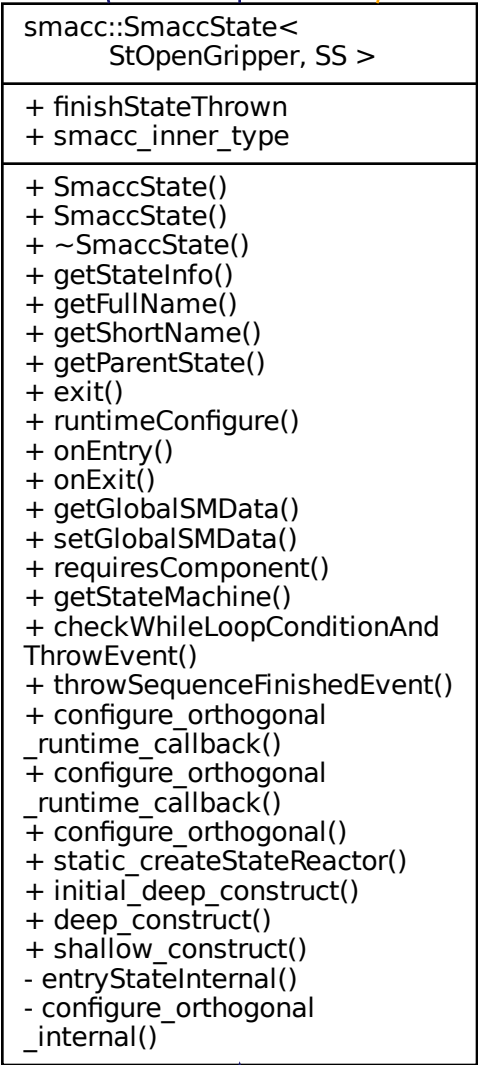 smacc::SmaccState<
StOpenGripper, SS >
+ finishStateThrown
+ smacc_inner_type
+ SmaccState()
+ SmaccState()
+ ~SmaccState()
+ getStateInfo()
+ getFullName()
+ getShortName()
+ getParentState()
+ exit()
+ runtimeConfigure()
+ onEntry()
+ onExit()
+ getGlobalSMData()
+ setGlobalSMData()
+ requiresComponent()
+ getStateMachine()
+ checkWhileLoopConditionAnd
ThrowEvent()
+ throwSequenceFinishedEvent()
+ configure_orthogonal
_runtime_callback()
+ configure_orthogonal
_runtime_callback()
+ configure_orthogonal()
+ static_createStateReactor()
+ initial_deep_construct()
+ deep_construct()
+ shallow_construct()
- entryStateInternal()
- configure_orthogonal
_internal()